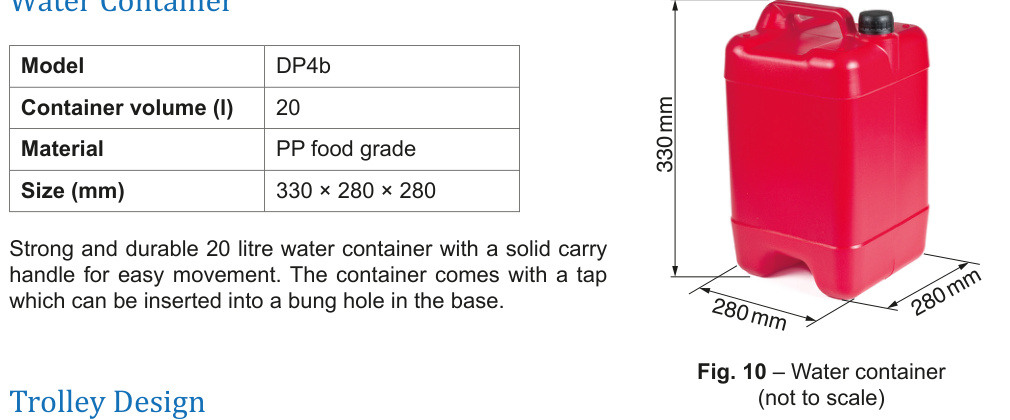 Water Container
Model DP4b
Container volume (l) 20
Material PP food grade
Size (mm) 330 × 280 × 280
Strong and durable 20 litre water container with a solid carry
handle for easy movement. The container comes with a tap
which can be inserted into a bung hole in the base.
330 mm
280 mm
280 mm
Fig. 10 – Water container
(not to scale)
Trolley Design